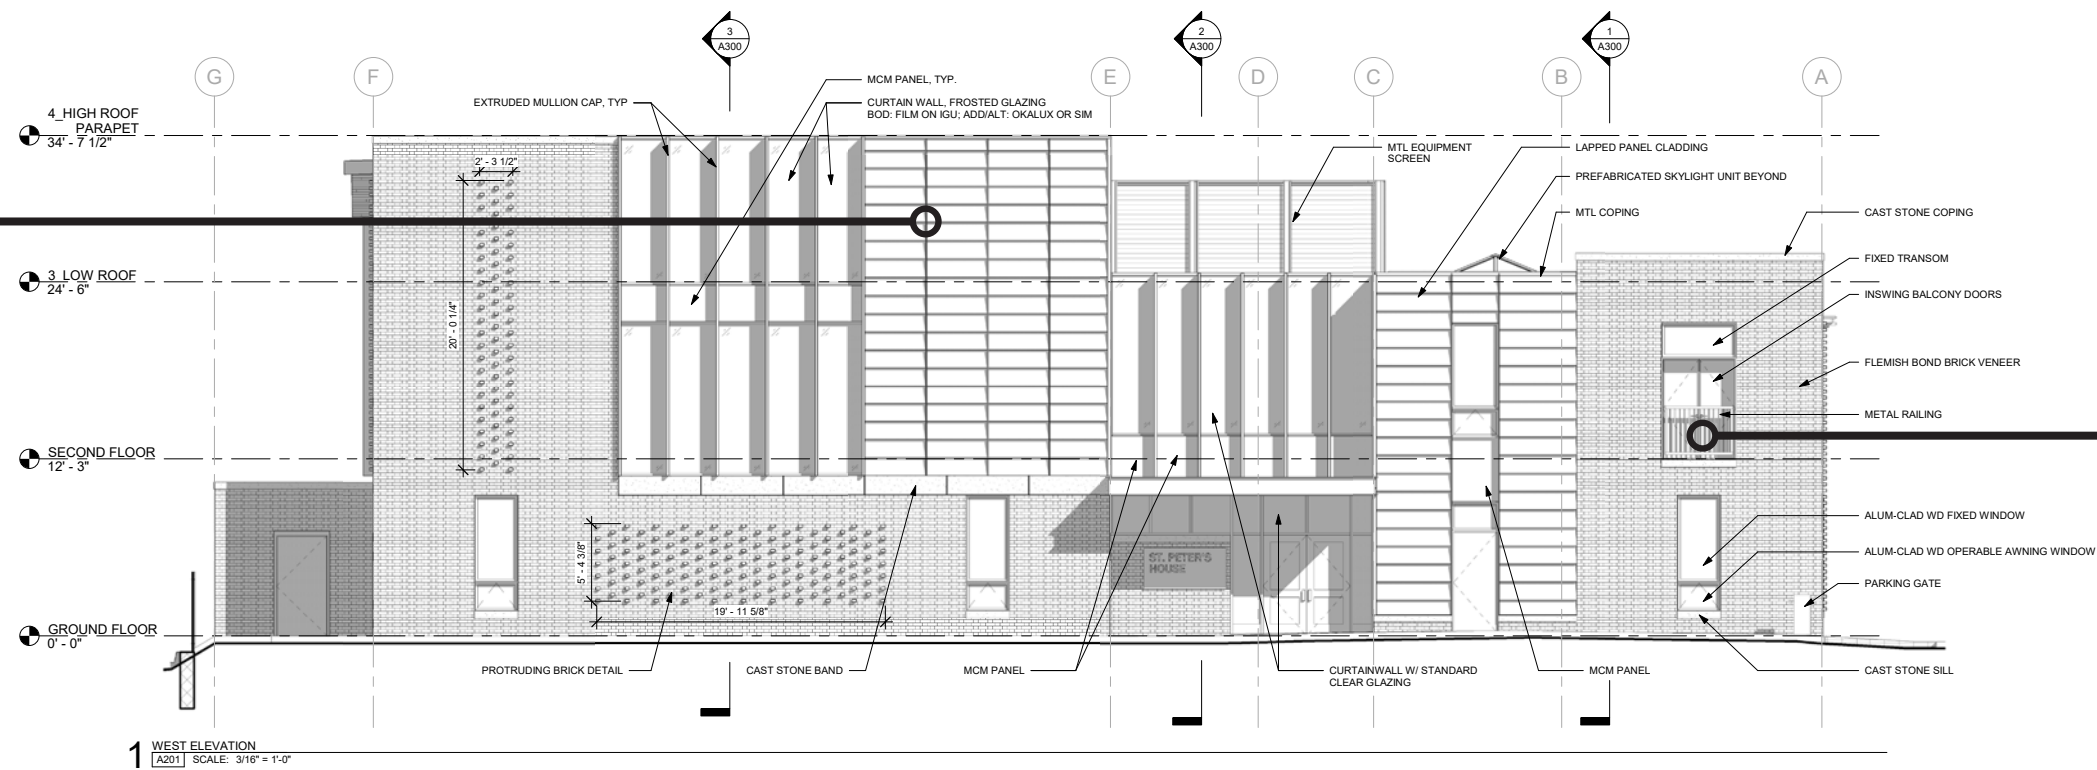 3
A300
2
A300
1
A300
G
F
E
D
C
B
A
4_HIGH ROOF
PARAPET
34' - 7 1/2"
3_LOW ROOF
24' - 6"
SECOND FLOOR
12' - 3"
GROUND FLOOR
0' - 0"
EXTRUDED MULLION CAP, TYP
MCM PANEL, TYP.
CURTAIN WALL, FROSTED GLAZING
BOD: FILM ON IGU; ADD/ALT: OKALUX OR SIM
MTL EQUIPMENT
SCREEN
LAPPED PANEL CLADDING
PREFABRICATED SKYLIGHT UNIT BEYOND
MTL COPING
CAST STONE COPING
FIXED TRANSOM
INSWING BALCONY DOORS
FLEMISH BOND BRICK VENEER
METAL RAILING
ALUM-CLAD WD FIXED WINDOW
ALUM-CLAD WD OPERABLE AWNING WINDOW
PARKING GATE
CAST STONE SILL
2' - 3 1/2"
20' - 0 1/4"
5' - 4 3/8"
19' - 11 5/8"
ST. PETER'S
HOUSE
PROTRUDING BRICK DETAIL
CAST STONE BAND
MCM PANEL
CURTAINWALL W/ STANDARD
CLEAR GLAZING
MCM PANEL
1
WEST ELEVATION
A201 SCALE: 3/16" = 1'-0"